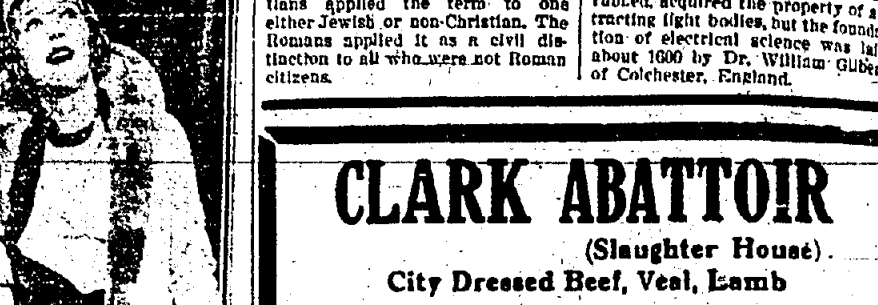 tians applied the term to one
either Jewish or non-Christian. The
Romans applied it as a civil dis-
tinction to all who were not Roman
citizens.
rubbed, acquired the property of a
tracting light bodies, but the founda
tion of electrical science was lai
about 1600 by Dr. William Gilber
of Colchester, England.
CLARK ABATTOIR
(Slaughter House).
City Dressed Beef, Veal, Lamb